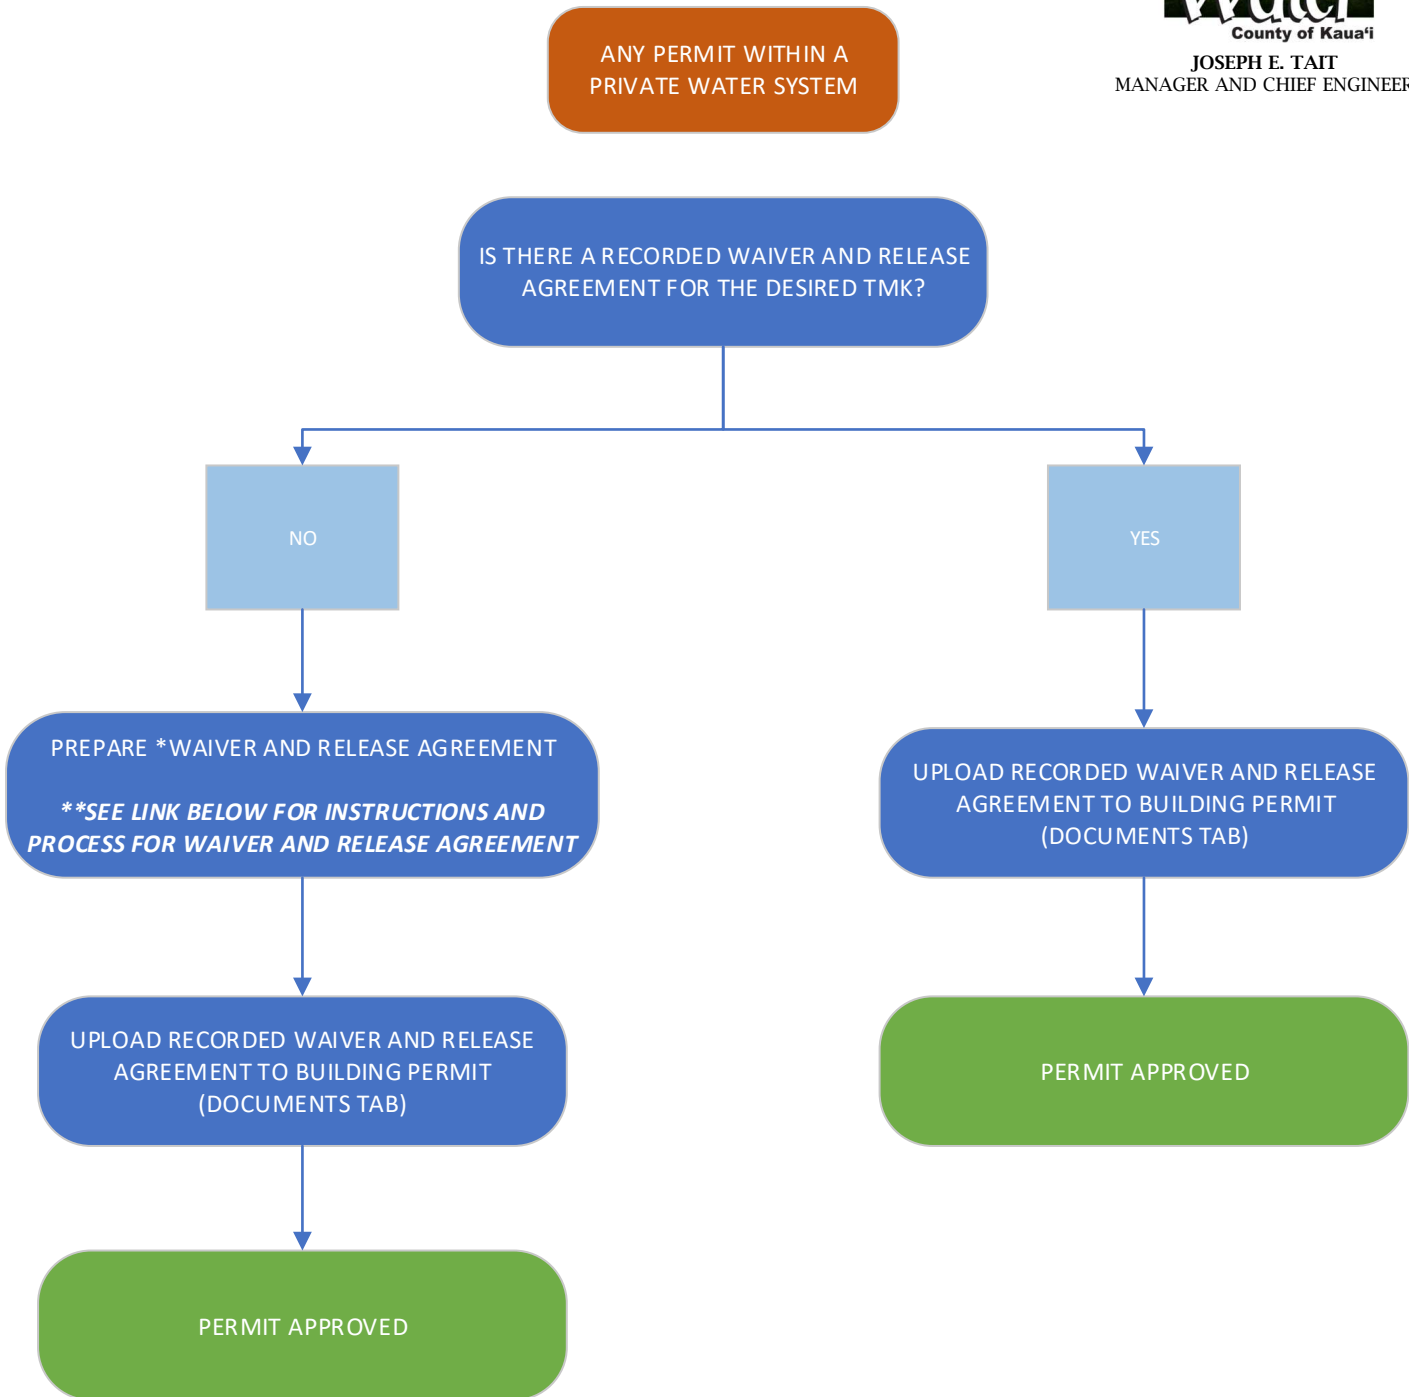 Water
County of Kauaʻi
JOSEPH E. TAIT
MANAGER AND CHIEF ENGINEER
ANY PERMIT WITHIN A
PRIVATE WATER SYSTEM
IS THERE A RECORDED WAIVER AND RELEASE
AGREEMENT FOR THE DESIRED TMK?
NO
YES
PREPARE *WAIVER AND RELEASE AGREEMENT
**SEE LINK BELOW FOR INSTRUCTIONS AND
PROCESS FOR WAIVER AND RELEASE AGREEMENT
UPLOAD RECORDED WAIVER AND RELEASE
AGREEMENT TO BUILDING PERMIT
(DOCUMENTS TAB)
UPLOAD RECORDED WAIVER AND RELEASE
AGREEMENT TO BUILDING PERMIT
(DOCUMENTS TAB)
PERMIT APPROVED
PERMIT APPROVED